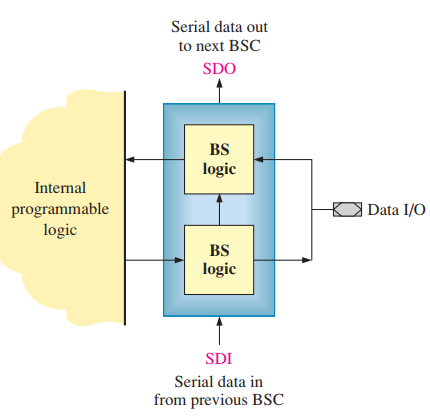 Serial data out
to next BSC
SDO
BS
logic
Internal
programmable
logic
Data I/O
BS
logic
SDI
Serial data in
from previous BSC